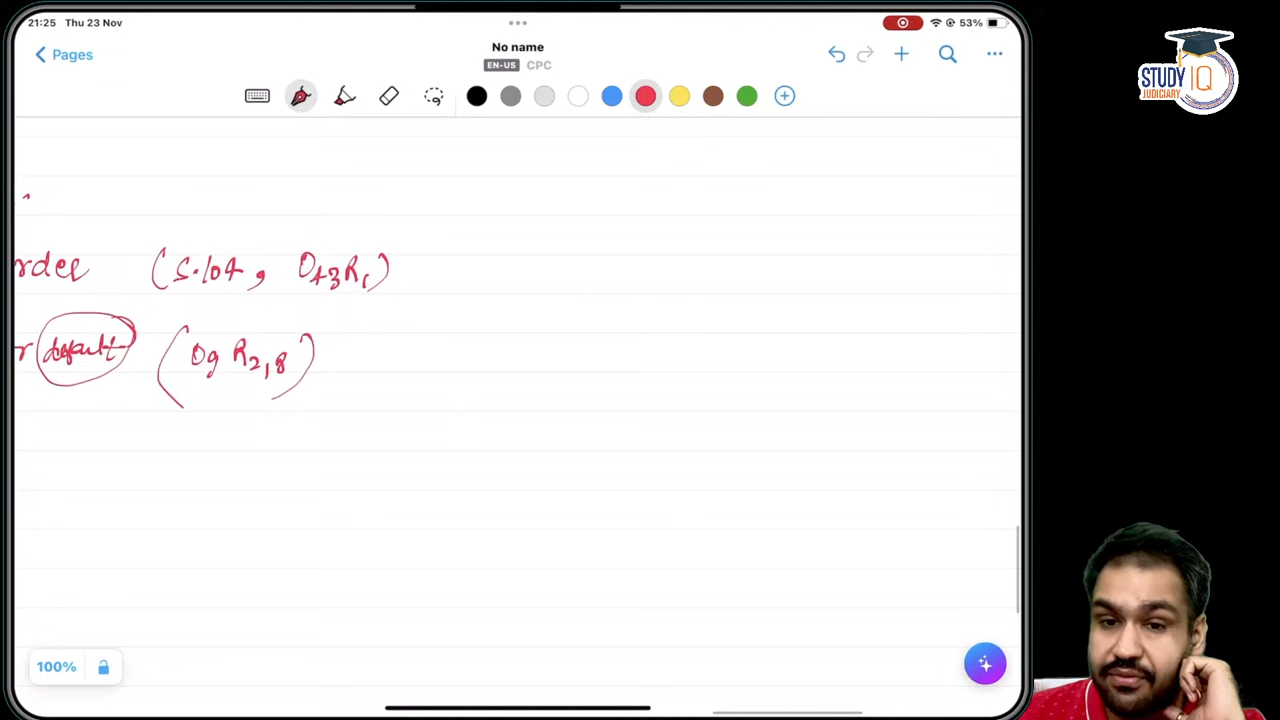 21:25 Thu 23 Nov
53%
Pages
No name
EN-US CPC
STUDY IQ
JUDICIARY
rder (S.104, O43R1)
r default (O9 R2,8)
100%